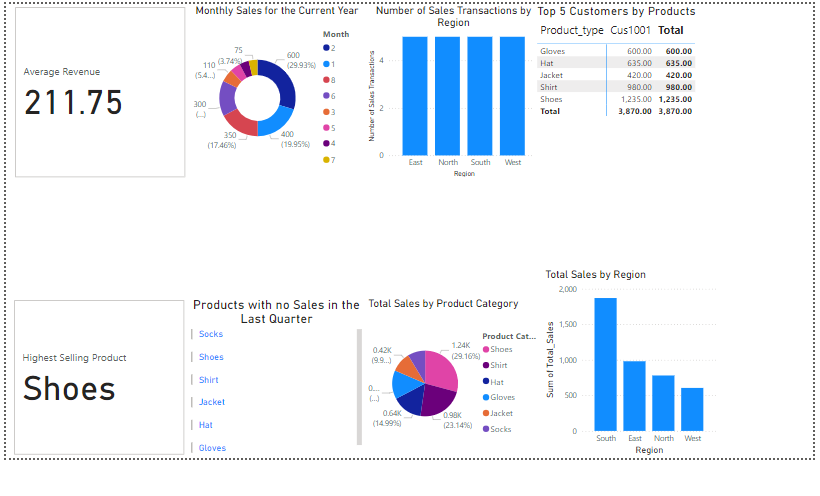 Average Revenue
211.75
Monthly Sales for the Current Year
600
(29.93%)
400
(19.95%)
350
(17.46%)
300
(...)
110
(5.4...)
75
(3.74%)
Month
2
1
8
6
3
5
4
7
Number of Sales Transactions by
Region
Number of Sales Transactions
4
2
0
East North South West
Region
Top 5 Customers by Products
Product_type Cus1001 Total
Gloves 600.00 600.00
Hat 635.00 635.00
Jacket 420.00 420.00
Shirt 980.00 980.00
Shoes 1,235.00 1,235.00
Total 3,870.00 3,870.00
Highest Selling Product
Shoes
Products with no Sales in the
Last Quarter
Socks
Shoes
Shirt
Jacket
Hat
Gloves
Total Sales by Product Category
1.24K
(29.16%)
0.98K
(23.14%)
0.64K
(14.99%)
0...
(...)
0.42K
(9.9...)
Product Cat...
Shoes
Shirt
Hat
Gloves
Jacket
Socks
Total Sales by Region
Sum of Total_Sales
2,000
1,500
1,000
500
0
South East North West
Region